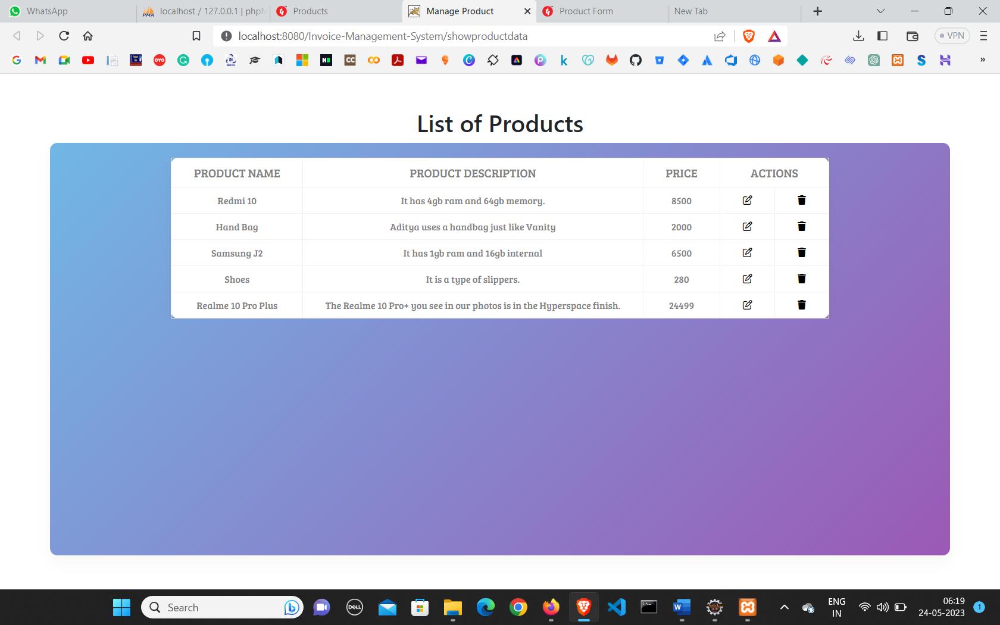 WhatsApp
localhost / 127.0.0.1 | php
Products
Manage Product
Product Form
New Tab
localhost:8080/Invoice-Management-System/showproductdata
VPN
List of Products
PRODUCT NAME PRODUCT DESCRIPTION PRICE ACTIONS
Redmi 10 It has 4gb ram and 64gb memory. 8500
Hand Bag Aditya uses a handbag just like Vanity 2000
Samsung J2 It has 1gb ram and 16gb internal 6500
Shoes It is a type of slippers. 280
Realme 10 Pro Plus The Realme 10 Pro+ you see in our photos is in the Hyperspace finish. 24499
Search
ENG
IN
06:19
24-05-2023
1